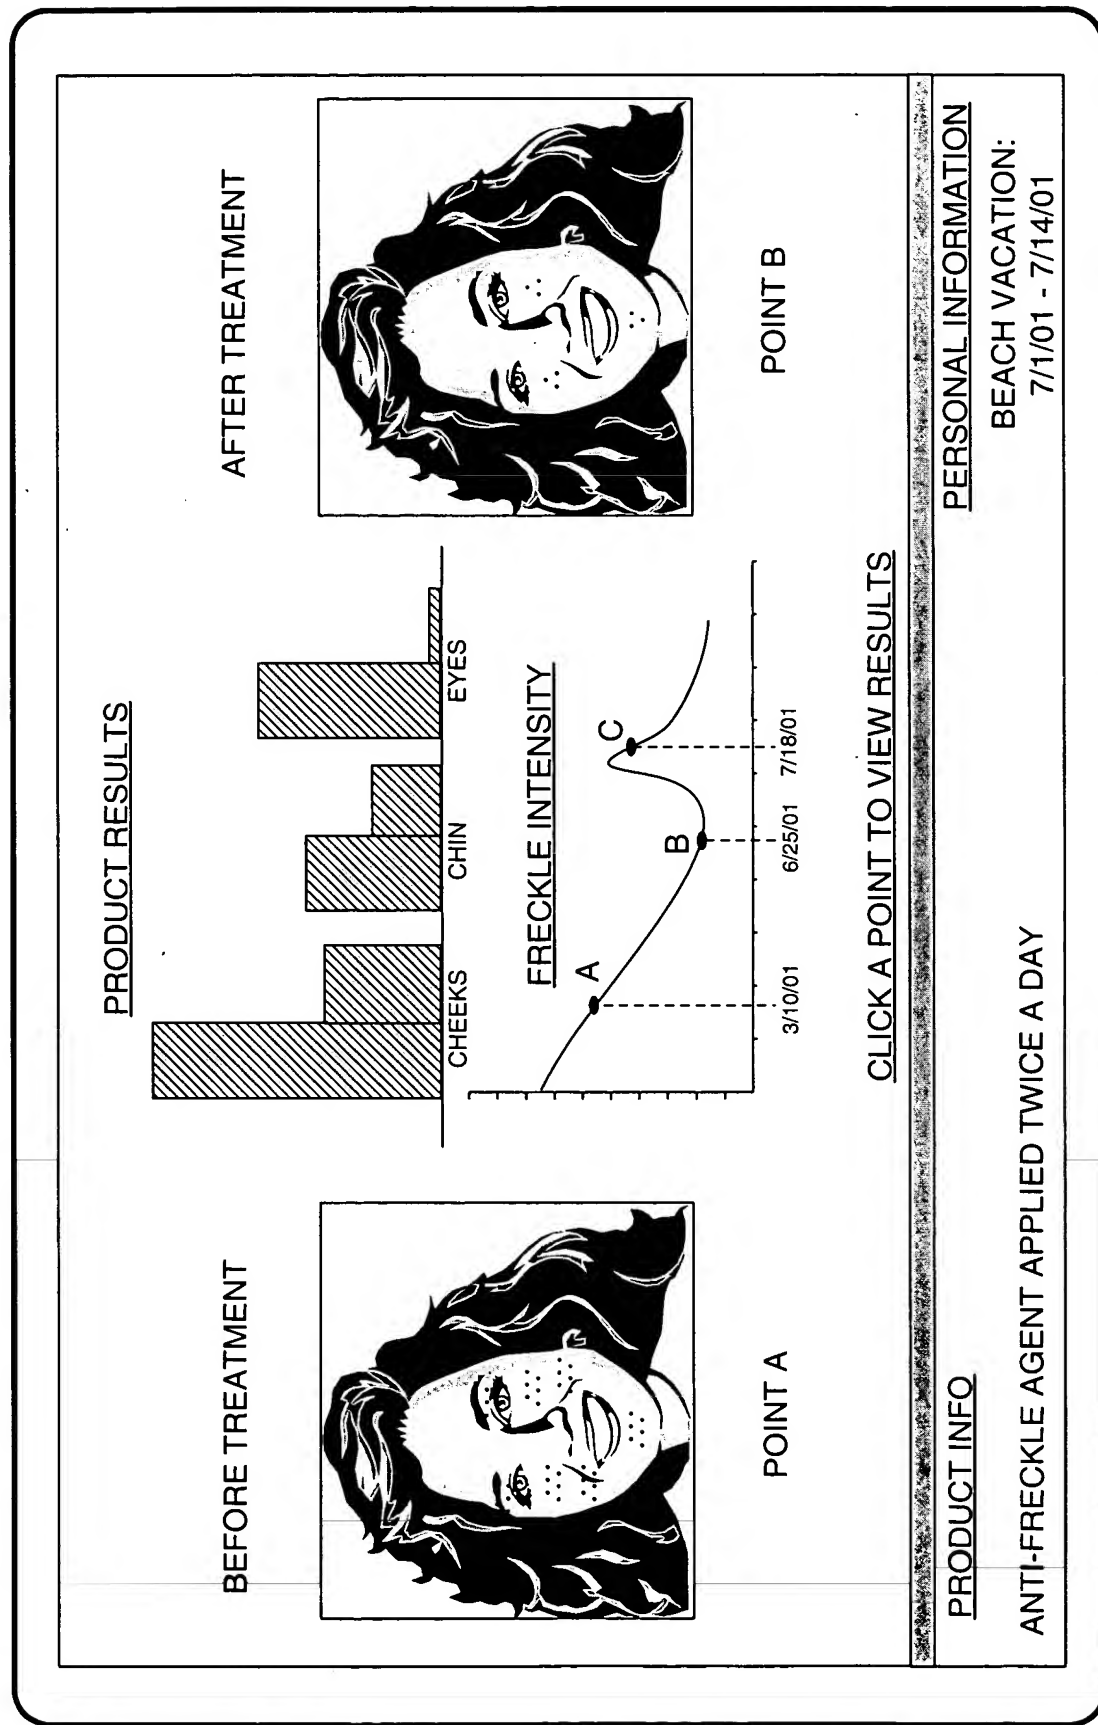 BEFORE TREATMENT
PRODUCT RESULTS
AFTER TREATMENT
CHEEKS
CHIN
EYES
FRECKLE INTENSITY
A
B
C
3/10/01
6/25/01
7/18/01
POINT A
POINT B
CLICK A POINT TO VIEW RESULTS
PRODUCT INFO
ANTI-FRECKLE AGENT APPLIED TWICE A DAY
PERSONAL INFORMATION
BEACH VACATION:
7/1/01 - 7/14/01